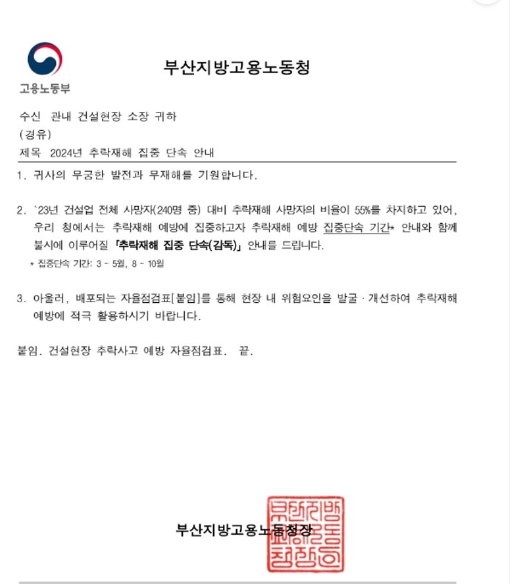 부산지방고용노동청
고용노동부
수신 관내 건설현장 소장 귀하
(경유)
제목 2024년 추락재해 집중 단속 안내
1. 귀사의 무궁한 발전과 무재해를 기원합니다.
2. `23년 건설업 전체 사망자(240명 중) 대비 추락재해 사망자의 비율이 55%를 차지하고 있어,
우리 청에서는 추락재해 예방에 집중하고자 추락재해 예방 집중단속 기간* 안내와 함께
불시에 이루어질 「추락재해 집중 단속(감독)」 안내를 드립니다.
* 집중단속 기간: 3 ~ 5월, 8 ~ 10월
3. 아울러, 배포되는 자율점검표[붙임]를 통해 현장 내 위험요인을 발굴·개선하여 추락재해
예방에 적극 활용하시기 바랍니다.
붙임. 건설현장 추락사고 예방 자율점검표. 끝.
부산지방고용노동청장